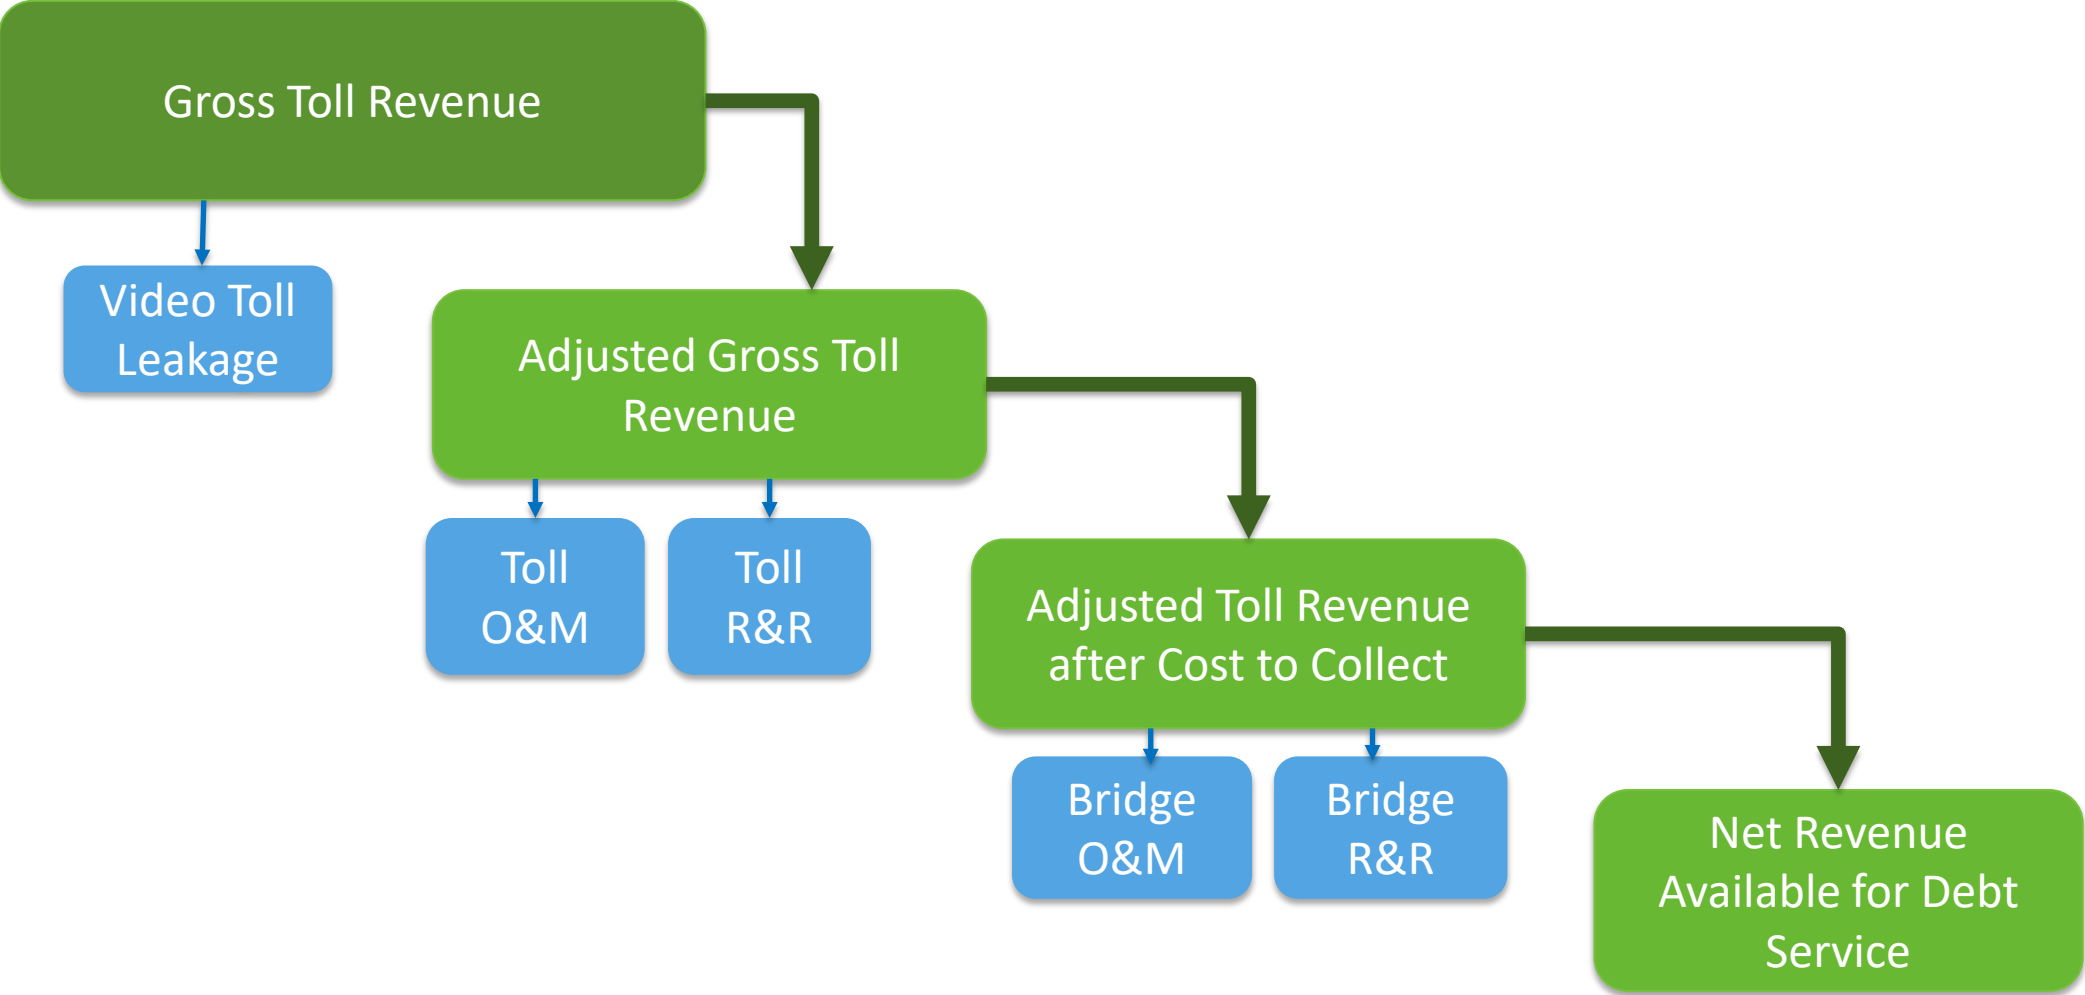 Gross Toll Revenue
Video Toll
Leakage
Adjusted Gross Toll
Revenue
Toll
O&M
Toll
R&R
Adjusted Toll Revenue
after Cost to Collect
Bridge
O&M
Bridge
R&R
Net Revenue
Available for Debt
Service